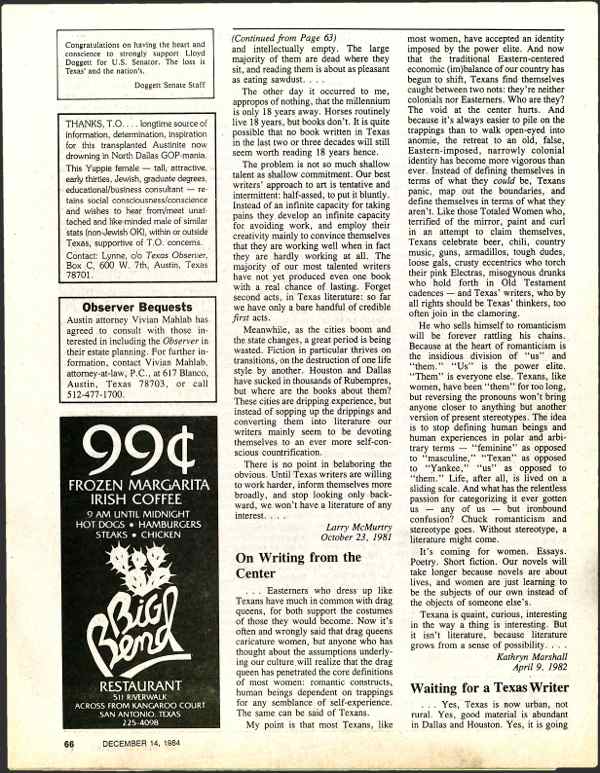 Congratulations on having the heart and
conscience to strongly support Lloyd
Doggett for U.S. Senator. The loss is
Texas' and the nation's.
Doggett Senate Staff
THANKS, T.O. . . . longtime source of
information, determination, inspiration
for this transplanted Austinite now
drowning in North Dallas GOP-mania.
This Yuppie female — tall, attractive,
early thirties, Jewish, graduate degrees,
educational/business consultant — re-
tains social consciousness/conscience
and wishes to hear from/meet unat-
tached and like-minded male of similar
stats (non-Jewish OK), within or outside
Texas, supportive of T.O. concerns.
Contact: Lynne, c/o Texas Observer,
Box C, 600 W. 7th, Austin, Texas
78701.
Observer Bequests
Austin attorney Vivian Mahlab has
agreed to consult with those in-
terested in including the Observer in
their estate planning. For further in-
formation, contact Vivian Mahlab,
attorney-at-law, P.C., at 617 Blanco,
Austin, Texas 78703, or call
512-477-1700.
99¢
FROZEN MARGARITA
IRISH COFFEE
9 AM UNTIL MIDNIGHT
HOT DOGS • HAMBURGERS
STEAKS • CHICKEN
Big
Bend
RESTAURANT
511 RIVERWALK
ACROSS FROM KANGAROO COURT
SAN ANTONIO, TEXAS
225-4098
(Continued from Page 63)
and intellectually empty. The large
majority of them are dead where they
sit, and reading them is about as pleasant
as eating sawdust. . . .
The other day it occurred to me,
appropos of nothing, that the millennium
is only 18 years away. Horses routinely
live 18 years, but books don't. It is quite
possible that no book written in Texas
in the last two or three decades will still
seem worth reading 18 years hence.
The problem is not so much shallow
talent as shallow commitment. Our best
writers' approach to art is tentative and
intermittent: half-assed, to put it bluntly.
Instead of an infinite capacity for taking
pains they develop an infinite capacity
for avoiding work, and employ their
creativity mainly to convince themselves
that they are working well when in fact
they are hardly working at all. The
majority of our most talented writers
have not yet produced even one book
with a real chance of lasting. Forget
second acts, in Texas literature: so far
we have only a bare handful of credible
first acts.
Meanwhile, as the cities boom and
the state changes, a great period is being
wasted. Fiction in particular thrives on
transitions, on the destruction of one life
style by another. Houston and Dallas
have sucked in thousands of Rubempres,
but where are the books about them?
These cities are dripping experience, but
instead of sopping up the drippings and
converting them into literature our
writers mainly seem to be devoting
themselves to an ever more self-con-
scious countrification.
There is no point in belaboring the
obvious. Until Texas writers are willing
to work harder, inform themselves more
broadly, and stop looking only back-
ward, we won't have a literature of any
interest. . . .
Larry McMurtry
October 23, 1981
On Writing from the
Center
. . . Easterners who dress up like
Texans have much in common with drag
queens, for both support the costumes
of those they would become. Now it's
often and wrongly said that drag queens
caricature women, but anyone who has
thought about the assumptions underly-
ing our culture will realize that the drag
queen has penetrated the core definitions
of most women: romantic constructs,
human beings dependent on trappings
for any semblance of self-experience.
The same can be said of Texans.
My point is that most Texans, like
most women, have accepted an identity
imposed by the power elite. And now
that the traditional Eastern-centered
economic (im)balance of our country has
begun to shift, Texans find themselves
caught between two nots: they're neither
colonials nor Easterners. Who are they?
The void at the center hurts. And
because it's always easier to pile on the
trappings than to walk open-eyed into
anomie, the retreat to an old, false,
Eastern-imposed, narrowly colonial
identity has become more vigorous than
ever. Instead of defining themselves in
terms of what they could be, Texans
panic, map out the boundaries, and
define themselves in terms of what they
aren't. Like those Totaled Women who,
terrified of the mirror, paint and curl
in an attempt to claim themselves,
Texans celebrate beer, chili, country
music, guns, armadillos, tough dudes,
loose gals, crusty eccentrics who torch
their pink Electras, misogynous drunks
who hold forth in Old Testament
cadences — and Texas' writers, who by
all rights should be Texas' thinkers, too
often join in the clamoring.
He who sells himself to romanticism
will be forever rattling his chains.
Because at the heart of romanticism is
the insidious division of "us" and
"them." "Us" is the power elite.
"Them" is everyone else. Texans, like
women, have been "them" for too long,
but reversing the pronouns won't bring
anyone closer to anything but another
version of present stereotypes. The idea
is to stop defining human beings and
human experiences in polar and arbi-
trary terms — "feminine" as opposed
to "masculine," "Texan" as opposed
to "Yankee," "us" as opposed to
"them." Life, after all, is lived on a
sliding scale. And what has the relentless
passion for categorizing it ever gotten
us — any of us — but ironbound
confusion? Chuck romanticism and
stereotype goes. Without stereotype, a
literature might come.
It's coming for women. Essays.
Poetry. Short fiction. Our novels will
take longer because novels are about
lives, and women are just learning to
be the subjects of our own instead of
the objects of someone else's.
Texana is quaint, curious, interesting
in the way a thing is interesting. But
it isn't literature, because literature
grows from a sense of possibility. . . .
Kathryn Marshall
April 9, 1982
Waiting for a Texas Writer
. . . Yes, Texas is now urban, not
rural. Yes, good material is abundant
in Dallas and Houston. Yes, it is going
66 DECEMBER 14, 1984